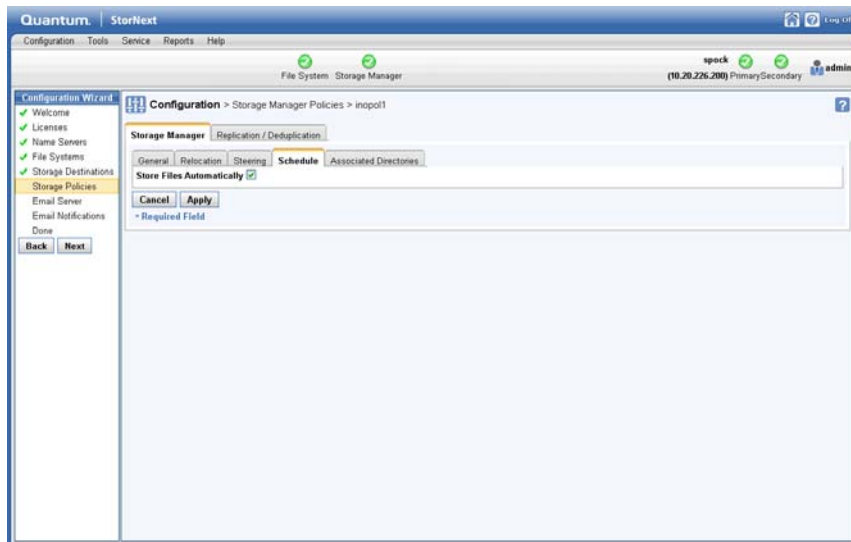 Quantum. StorNext
Log Of
Configuration Tools Service Reports Help
File System Storage Manager
spock
(10.20.226.200) Primary Secondary
admin
Configuration Wizard
Welcome
Licenses
Name Servers
File Systems
Storage Destinations
Storage Policies
Email Server
Email Notifications
Done
Back Next
Configuration > Storage Manager Policies > inopol1
?
Storage Manager Replication / Deduplication
General Relocation Steering Schedule Associated Directories
Store Files Automatically
Cancel Apply
* Required Field